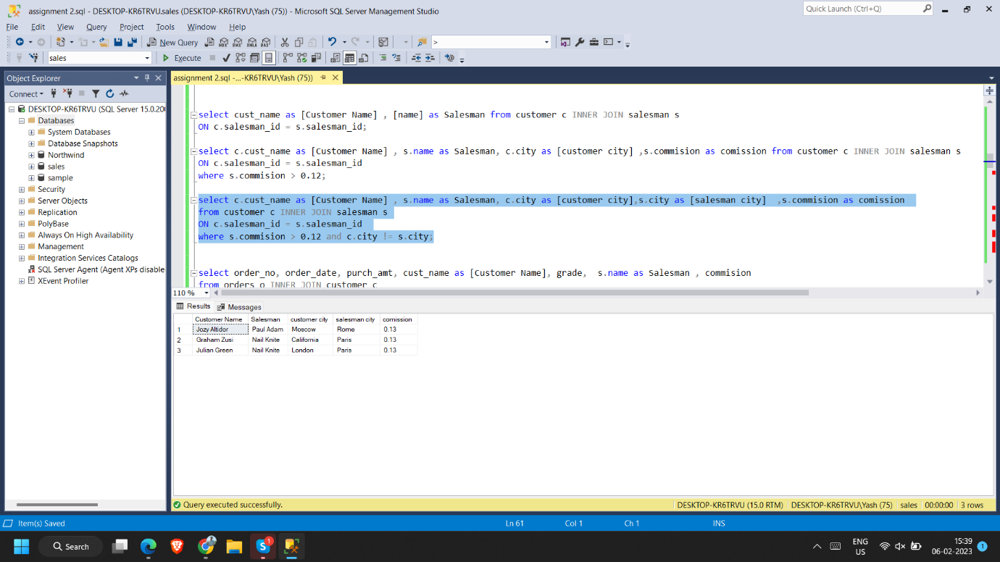 assignment 2.sql - DESKTOP-KR6TRVU.sales (DESKTOP-KR6TRVU\Yash (75)) - Microsoft SQL Server Management Studio
Quick Launch (Ctrl+Q)
File Edit View Query Project Tools Window Help
New Query
>
sales
Execute
Object Explorer
assignment 2.sql -...-KR6TRVU\Yash (75))
Connect
DESKTOP-KR6TRVU (SQL Server 15.0.200
Databases
System Databases
Database Snapshots
Northwind
sales
sample
Security
Server Objects
Replication
PolyBase
Always On High Availability
Management
Integration Services Catalogs
SQL Server Agent (Agent XPs disable
XEvent Profiler
select cust_name as [Customer Name] , [name] as Salesman from customer c INNER JOIN salesman s
ON c.salesman_id = s.salesman_id;
select c.cust_name as [Customer Name] , s.name as Salesman, c.city as [customer city] ,s.commision as comission from customer c INNER JOIN salesman s
ON c.salesman_id = s.salesman_id
where s.commision > 0.12;
select c.cust_name as [Customer Name] , s.name as Salesman, c.city as [customer city],s.city as [salesman city]  ,s.commision as comission
from customer c INNER JOIN salesman s
ON c.salesman_id = s.salesman_id
where s.commision > 0.12 and c.city != s.city;
select order_no, order_date, purch_amt, cust_name as [Customer Name], grade,  s.name as Salesman , commision
from orders o INNER JOIN customer c
110 %
Results Messages
Customer Name Salesman customer city salesman city comission
1 Jozy Altidor Paul Adam Moscow Rome 0.13
2 Graham Zusi Nail Knite California Paris 0.13
3 Julian Green Nail Knite London Paris 0.13
Query executed successfully. DESKTOP-KR6TRVU (15.0 RTM) DESKTOP-KR6TRVU\Yash (75) sales 00:00:00 3 rows
Item(s) Saved Ln 61 Col 1 Ch 1 INS
Search
S 1
ENG
US
15:39
06-02-2023
1